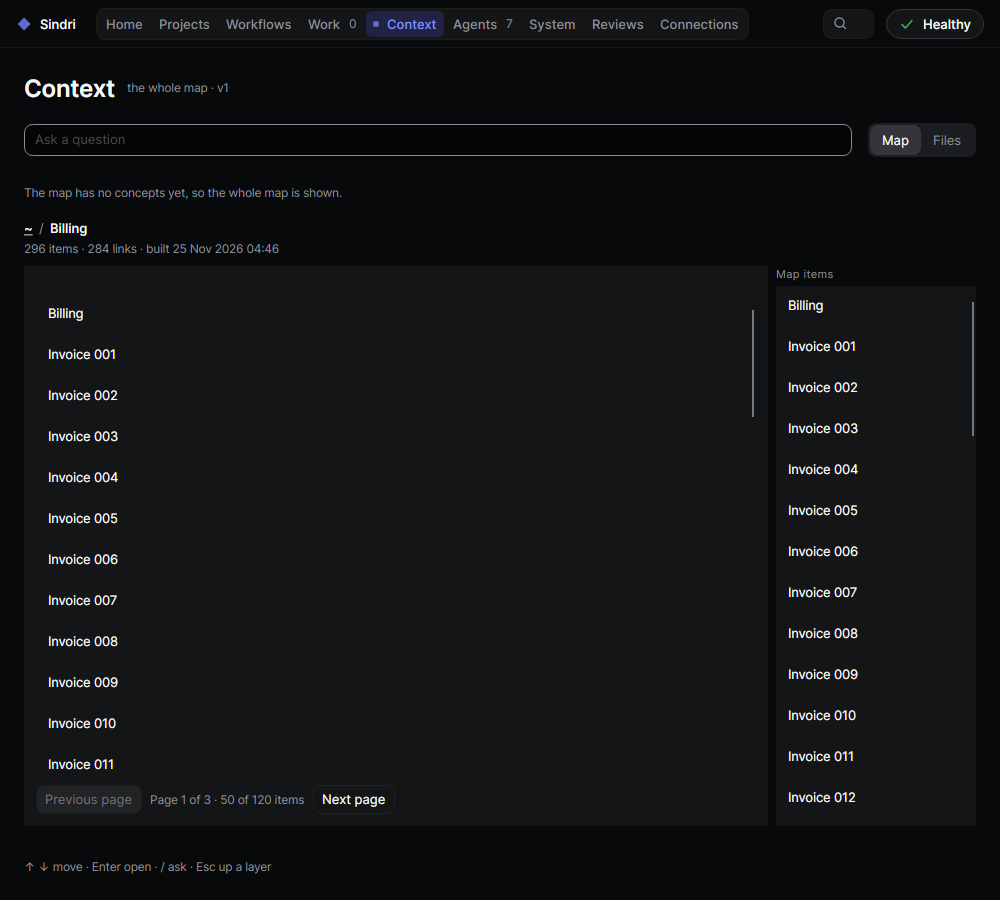 Sindri Home Projects Workflows Work 0 Context Agents 7 System Reviews Connections Healthy
Context the whole map · v1
Ask a question
Map Files
The map has no concepts yet, so the whole map is shown.
~ / Billing
296 items · 284 links · built 25 Nov 2026 04:46
Billing
Invoice 001
Invoice 002
Invoice 003
Invoice 004
Invoice 005
Invoice 006
Invoice 007
Invoice 008
Invoice 009
Invoice 010
Invoice 011
Previous page Page 1 of 3 · 50 of 120 items Next page
Map items
Billing
Invoice 001
Invoice 002
Invoice 003
Invoice 004
Invoice 005
Invoice 006
Invoice 007
Invoice 008
Invoice 009
Invoice 010
Invoice 011
Invoice 012
↑ ↓ move · Enter open · / ask · Esc up a layer